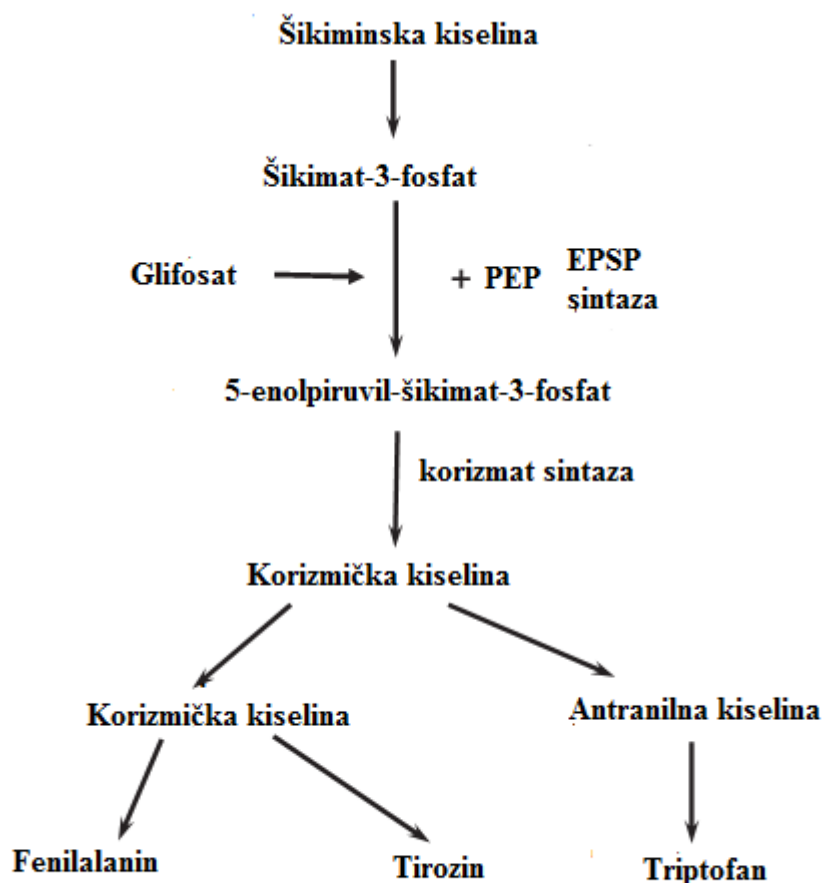 Šikiminska kiselina
Šikimat-3-fosfat
Glifosat
+ PEP
EPSP
sintaza
5-enolpiruvil-šikimat-3-fosfat
korizmat sintaza
Korizmička kiselina
Korizmička kiselina
Antranilna kiselina
Fenilalanin
Tirozin
Triptofan